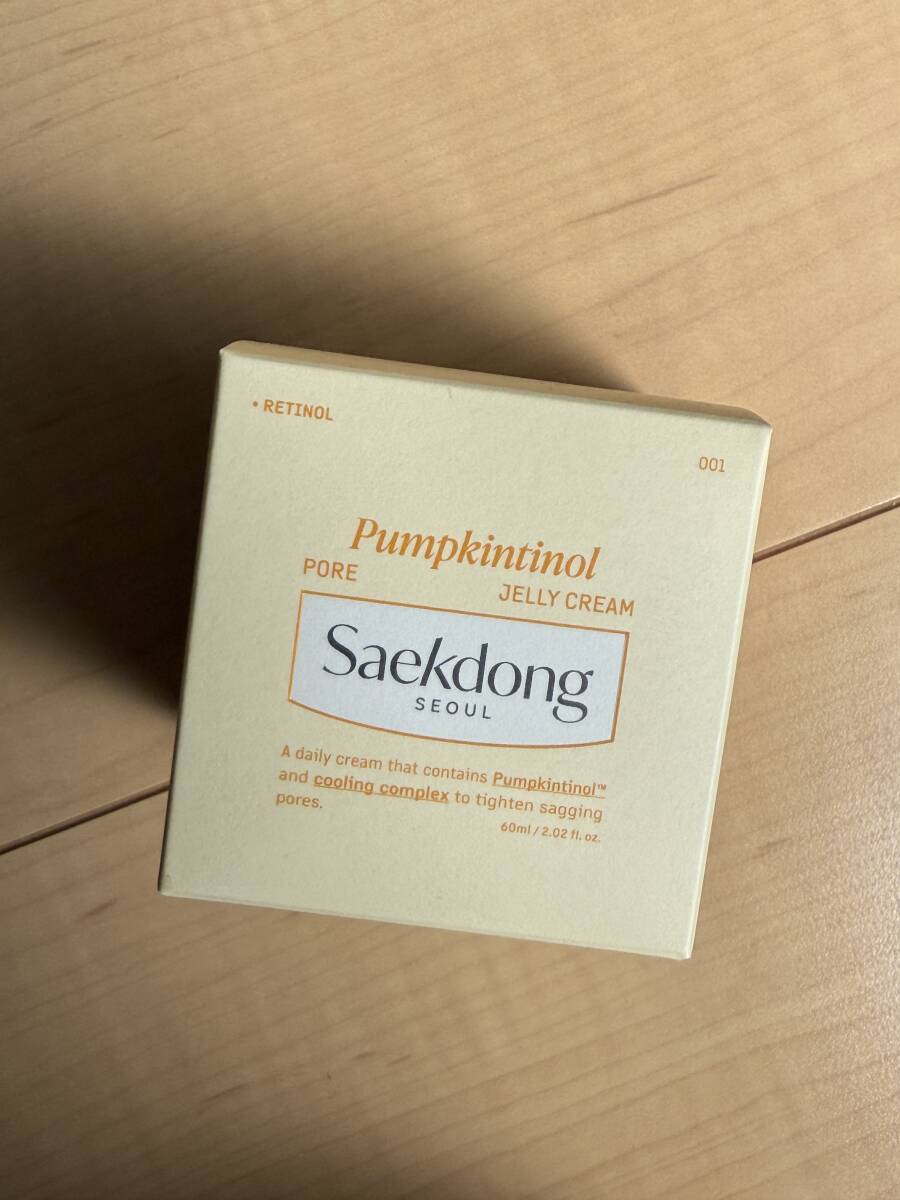 • RETINOL
001
Pumpkintinol
PORE
JELLY CREAM
Saekdong
SEOUL
A daily cream that contains Pumpkintinol™
and cooling complex to tighten sagging
pores.
60ml / 2.02 fl. oz.